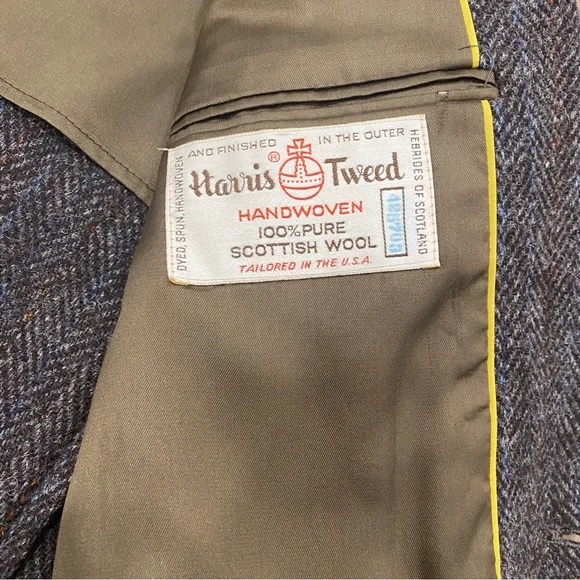 DYED, SPUN, HANDWOVEN
AND FINISHED IN THE OUTER
HEBRIDES OF SCOTLAND
Harris ® Tweed
HANDWOVEN
100% PURE
SCOTTISH WOOL
TAILORED IN THE U.S.A.